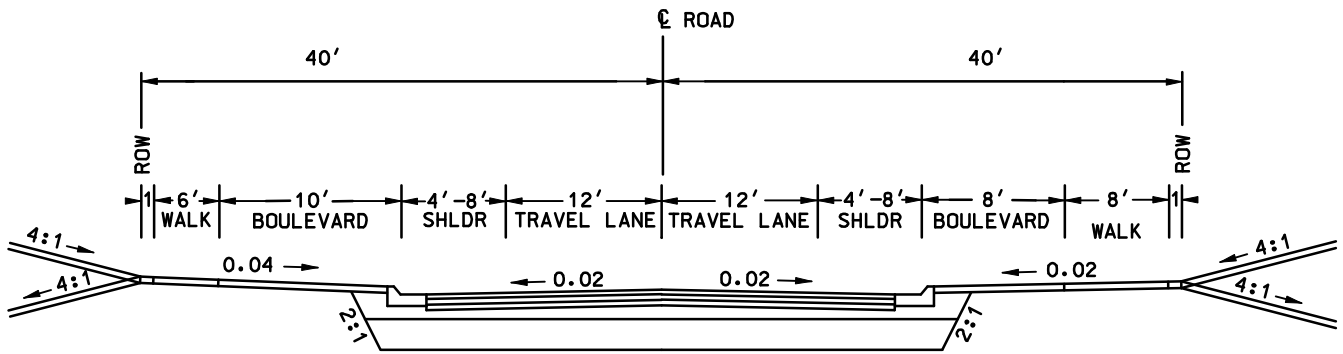 ℄ ROAD
40' 40'
ROW ROW
1 6' 10' 4'-8' 12' 12' 4'-8' 8' 8' 1
WALK BOULEVARD SHLDR TRAVEL LANE TRAVEL LANE SHLDR BOULEVARD WALK
4:1 4:1
4:1 0.04 0.02 0.02 0.02 4:1
2:1 2:1